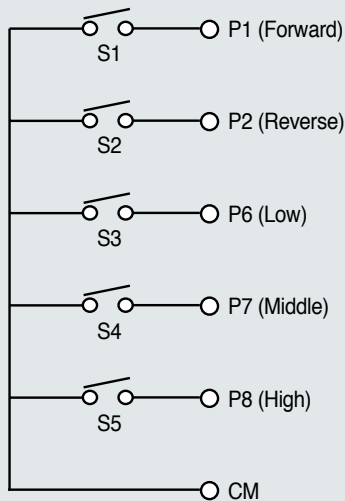 P1 (Forward)
S1
P2 (Reverse)
S2
P6 (Low)
S3
P7 (Middle)
S4
P8 (High)
S5
CM